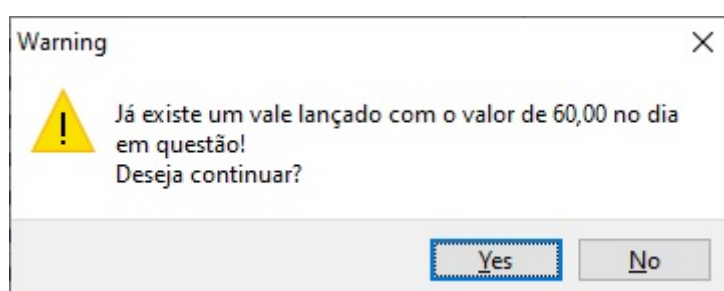 Warning
Já existe um vale lançado com o valor de 60,00 no dia
em questão!
Deseja continuar?
Yes
No